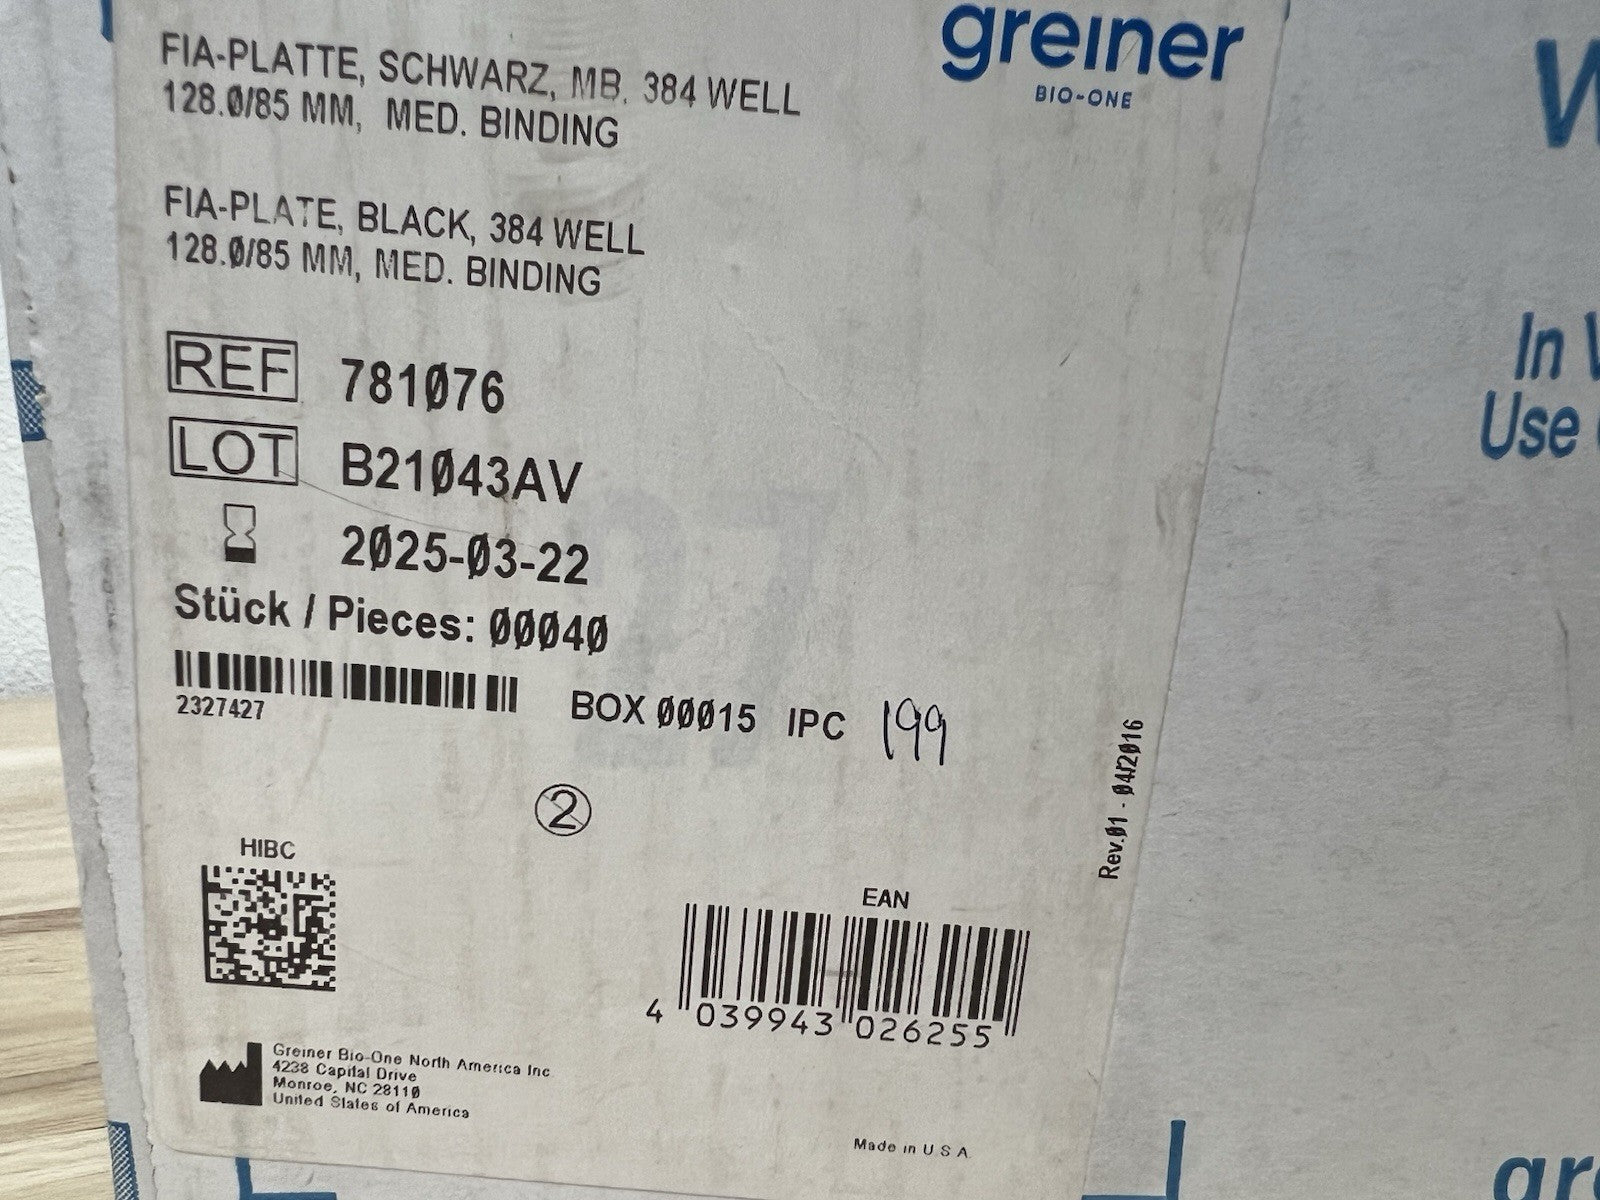 greiner
BIO-ONE
FIA-PLATTE, SCHWARZ, MB, 384 WELL
128.0/85 MM, MED. BINDING
FIA-PLATE, BLACK, 384 WELL
128.0/85 MM, MED. BINDING
REF 781076
LOT B21043AV
2025-03-22
Stück / Pieces: 00040
2327427
BOX 00015 IPC 199
2
Rev.01 - 04/2016
HIBC
EAN
4 039943 026255
Greiner Bio-One North America Inc.
4238 Capital Drive
Monroe, NC 28110
United States of America
Made in U S A
In
Use
gr